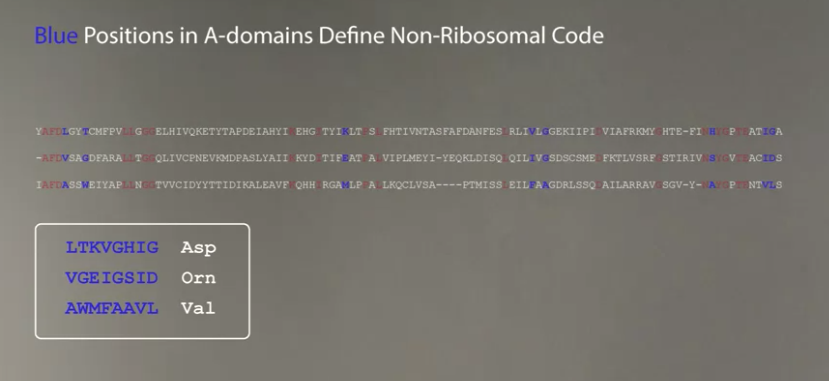 Blue Positions in A-domains Define Non-Ribosomal Code
YAFDLGYTCMFPVLLGGGELHIVQKETYTAPDEIAHYIKEHGITYIKLTPSLFHTIVNTASFAFDANFESLRLIVLGGEKIIPIDVIAFRKMYGHTE-FINHYGPTEATIGA
-AFDVSAGDFARALLTGGQLIVCPNEVKMDPASLYAIIKKYDITIFEATPALVIPLMEYI-YEQKLDISQLQILIVGSDSCSMEDFKTLVSRFGSTIRIVNSYGVTEACIDS
IAFDASSWEIYAPLLNGGTVVCIDYYTTIDIKALEAVFKQHHIRGAMLPPALLKQCLVSA----PTMISSLEILFAAGDRLSSQDAILARRAVGSGV-Y-NAYGPTENTVLS
LTKVGHIG Asp
VGEIGSID Orn
AWMFAAVL Val